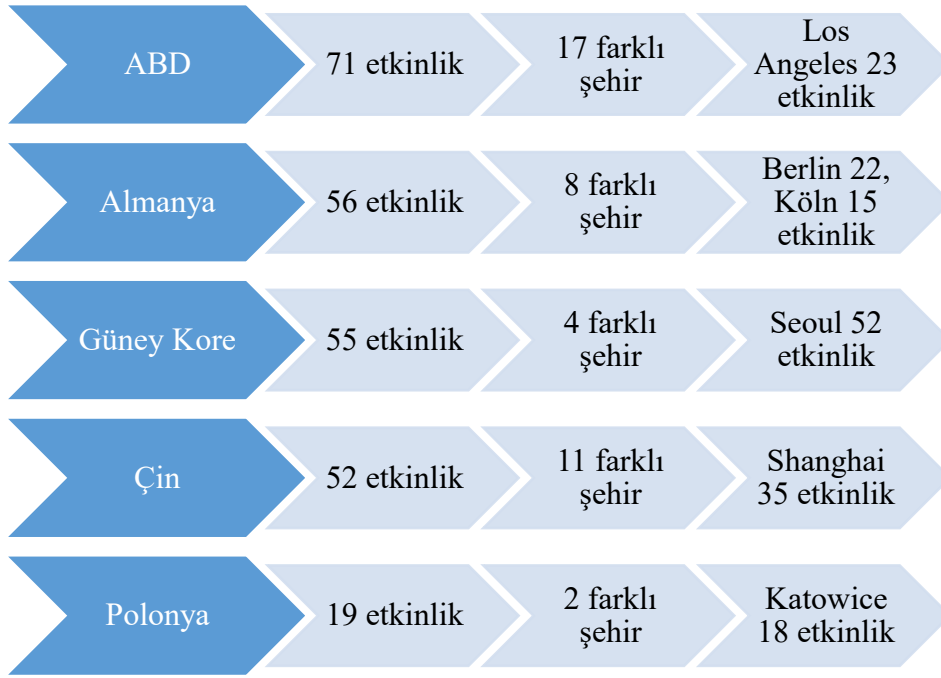 ABD
71 etkinlik
17 farklı
şehir
Los
Angeles 23
etkinlik
Almanya
56 etkinlik
8 farklı
şehir
Berlin 22,
Köln 15
etkinlik
Güney Kore
55 etkinlik
4 farklı
şehir
Seoul 52
etkinlik
Çin
52 etkinlik
11 farklı
şehir
Shanghai
35 etkinlik
Polonya
19 etkinlik
2 farklı
şehir
Katowice
18 etkinlik